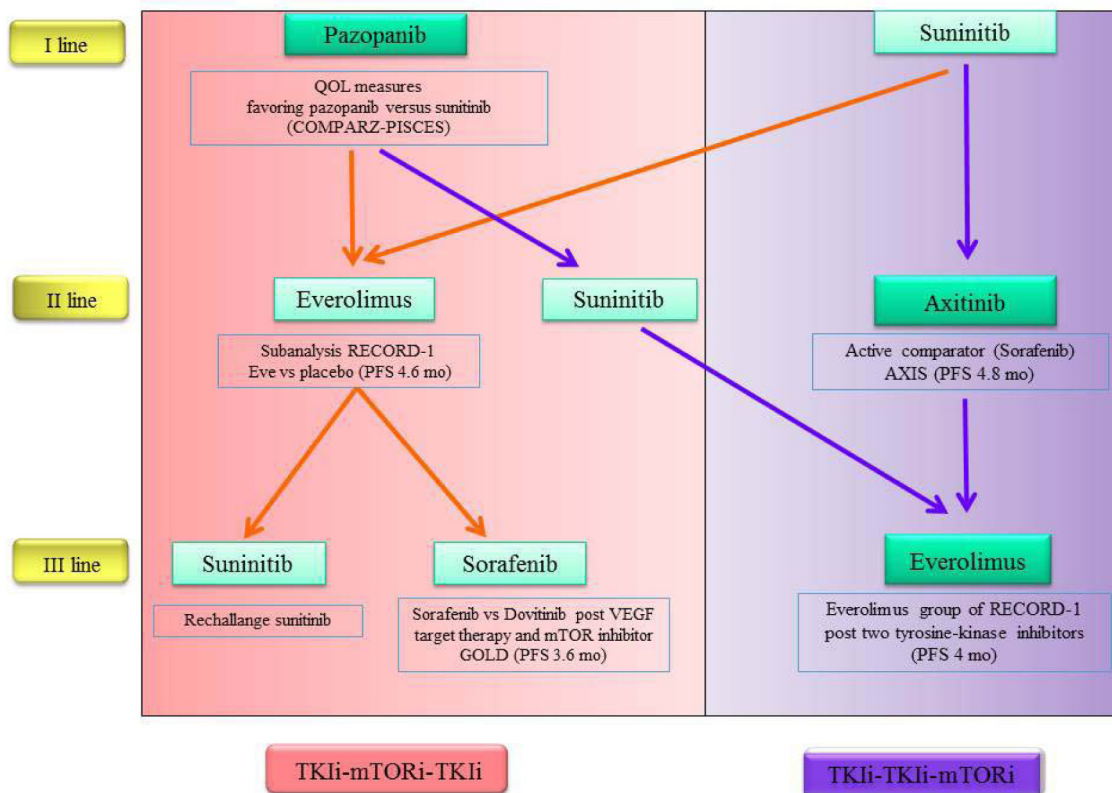 I line
Pazopanib
Suninitib
QOL measures
favoring pazopanib versus sunitinib
(COMPARZ-PISCES)
II line
Everolimus
Suninitib
Axitinib
Subanalysis RECORD-1
Eve vs placebo (PFS 4.6 mo)
Active comparator (Sorafenib)
AXIS (PFS 4.8 mo)
III line
Suninitib
Sorafenib
Everolimus
Rechallange sunitinib
Sorafenib vs Dovitinib post VEGF
target therapy and mTOR inhibitor
GOLD (PFS 3.6 mo)
Everolimus group of RECORD-1
post two tyrosine-kinase inhibitors
(PFS 4 mo)
TKIi-mTORi-TKIi
TKIi-TKIi-mTORi